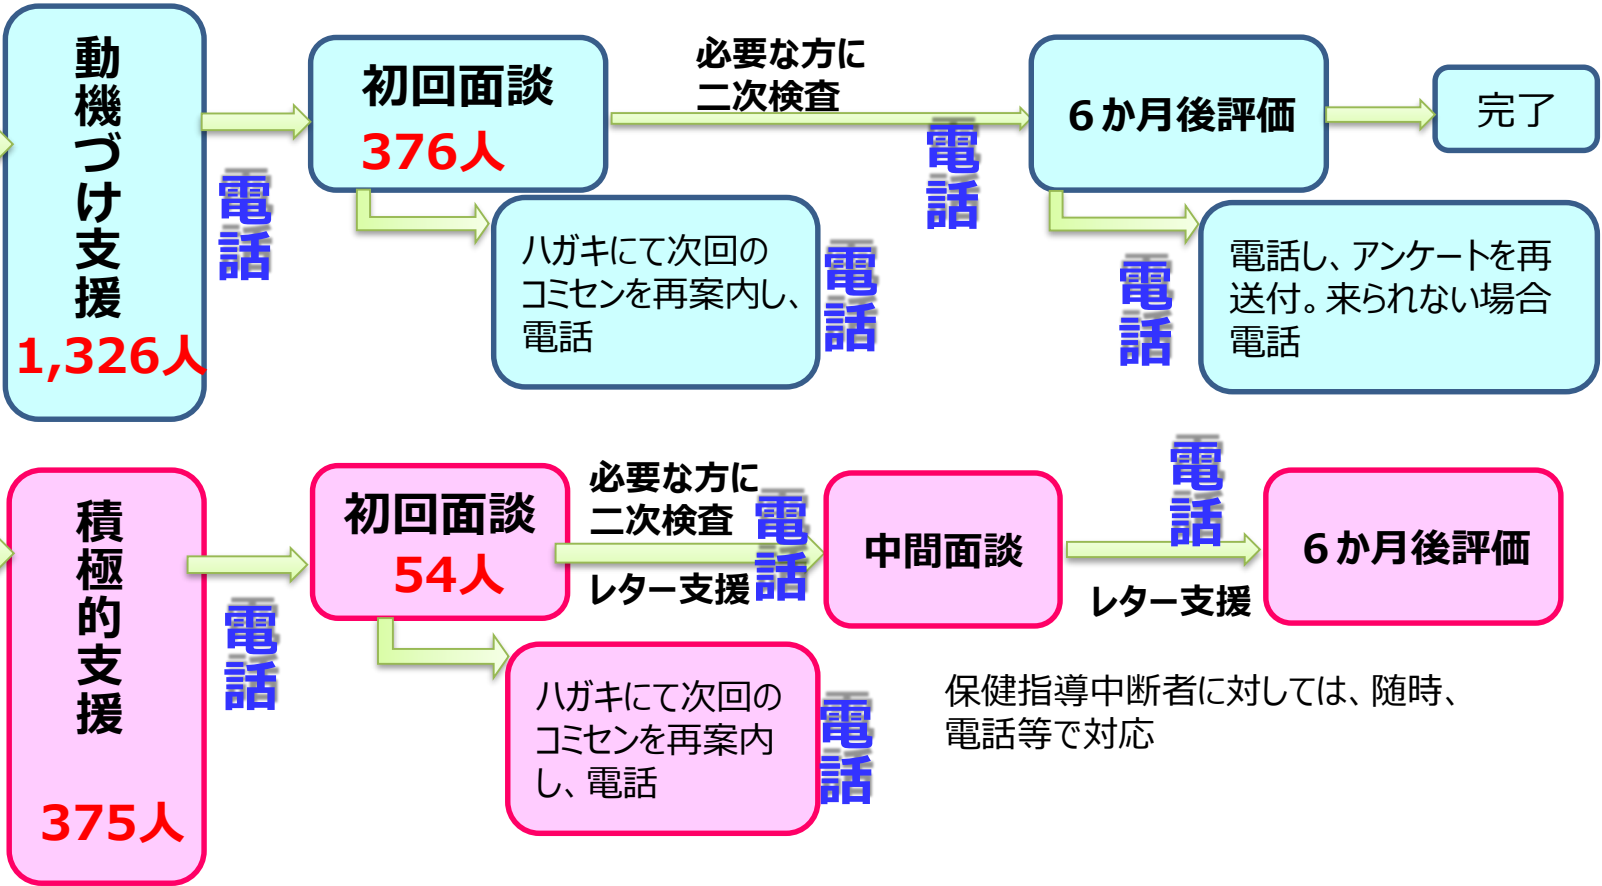 動機づけ支援
1,326人
電話
初回面談
376人
必要な方に
二次検査
電話
６か月後評価
完了
ハガキにて次回の
コミセンを再案内し、
電話
電話
電話
電話し、アンケートを再
送付。来られない場合
電話
積極的支援
375人
電話
初回面談
54人
必要な方に
二次検査
レター支援
電話
中間面談
電話
レター支援
６か月後評価
ハガキにて次回の
コミセンを再案内
し、電話
電話
保健指導中断者に対しては、随時、
電話等で対応